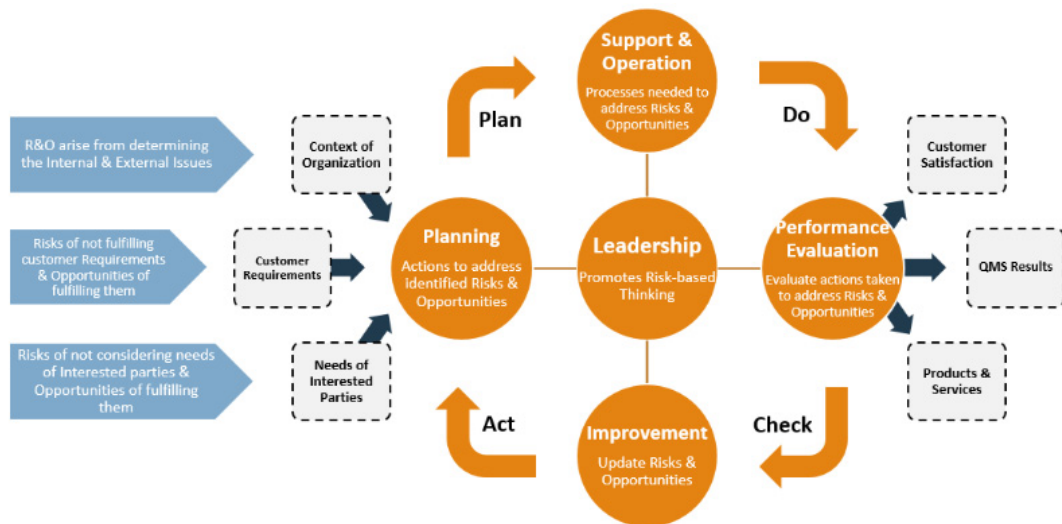 R&O arise from determining
the Internal & External Issues
Risks of not fulfilling
customer Requirements
& Opportunities of
fulfilling them
Risks of not considering needs
of Interested parties &
Opportunities of fulfilling
them
Context of
Organization
Customer
Requirements
Needs of
Interested
Parties
Planning
Actions to address
identified Risks &
Opportunities
Plan
Support &
Operation
Processes needed to
address Risks &
Opportunities
Do
Leadership
Promotes Risk-based
Thinking
Performance
Evaluation
Evaluate actions taken
to address Risks &
Opportunities
Check
Improvement
Update Risks &
Opportunities
Act
Customer
Satisfaction
QMS Results
Products &
Services